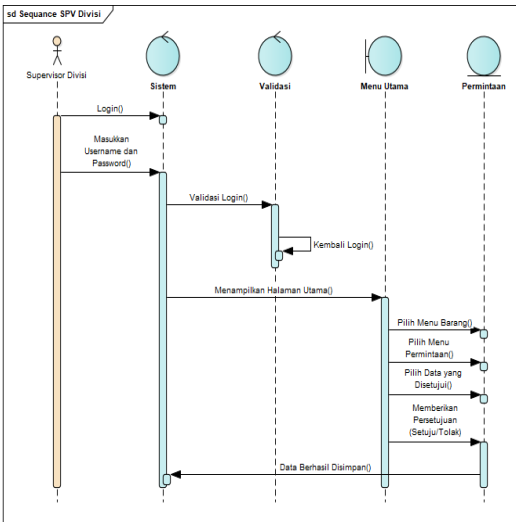 sd Sequance SPV Divisi
Supervisor Divisi
Sistem
Validasi
Menu Utama
Permintaan
Login()
Masukkan
Username dan
Password()
Validasi Login()
Kembali Login()
Menampilkan Halaman Utama()
Pilih Menu Barang()
Pilih Menu
Permintaan()
Pilih Data yang
Disetujui()
Memberikan
Persetujuan
(Setuju/Tolak)
Data Berhasil Disimpan()